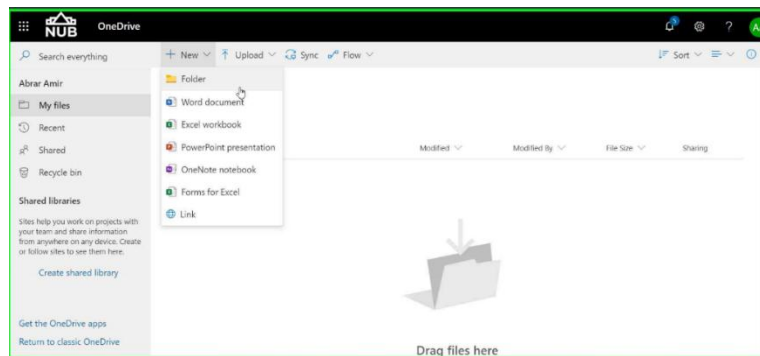 NUB OneDrive ?
Search everything
+ New Upload Sync Flow Sort
Abrar Amir
My files
Recent
Shared
Recycle bin
Shared libraries
Sites help you work on projects with
your team and share information
from anywhere on any device. Create
or follow sites to see them here.
Create shared library
Get the OneDrive apps
Return to classic OneDrive
Folder
Word document
Excel workbook
PowerPoint presentation
OneNote notebook
Forms for Excel
Link
Modified Modified By File Size Sharing
Drag files here